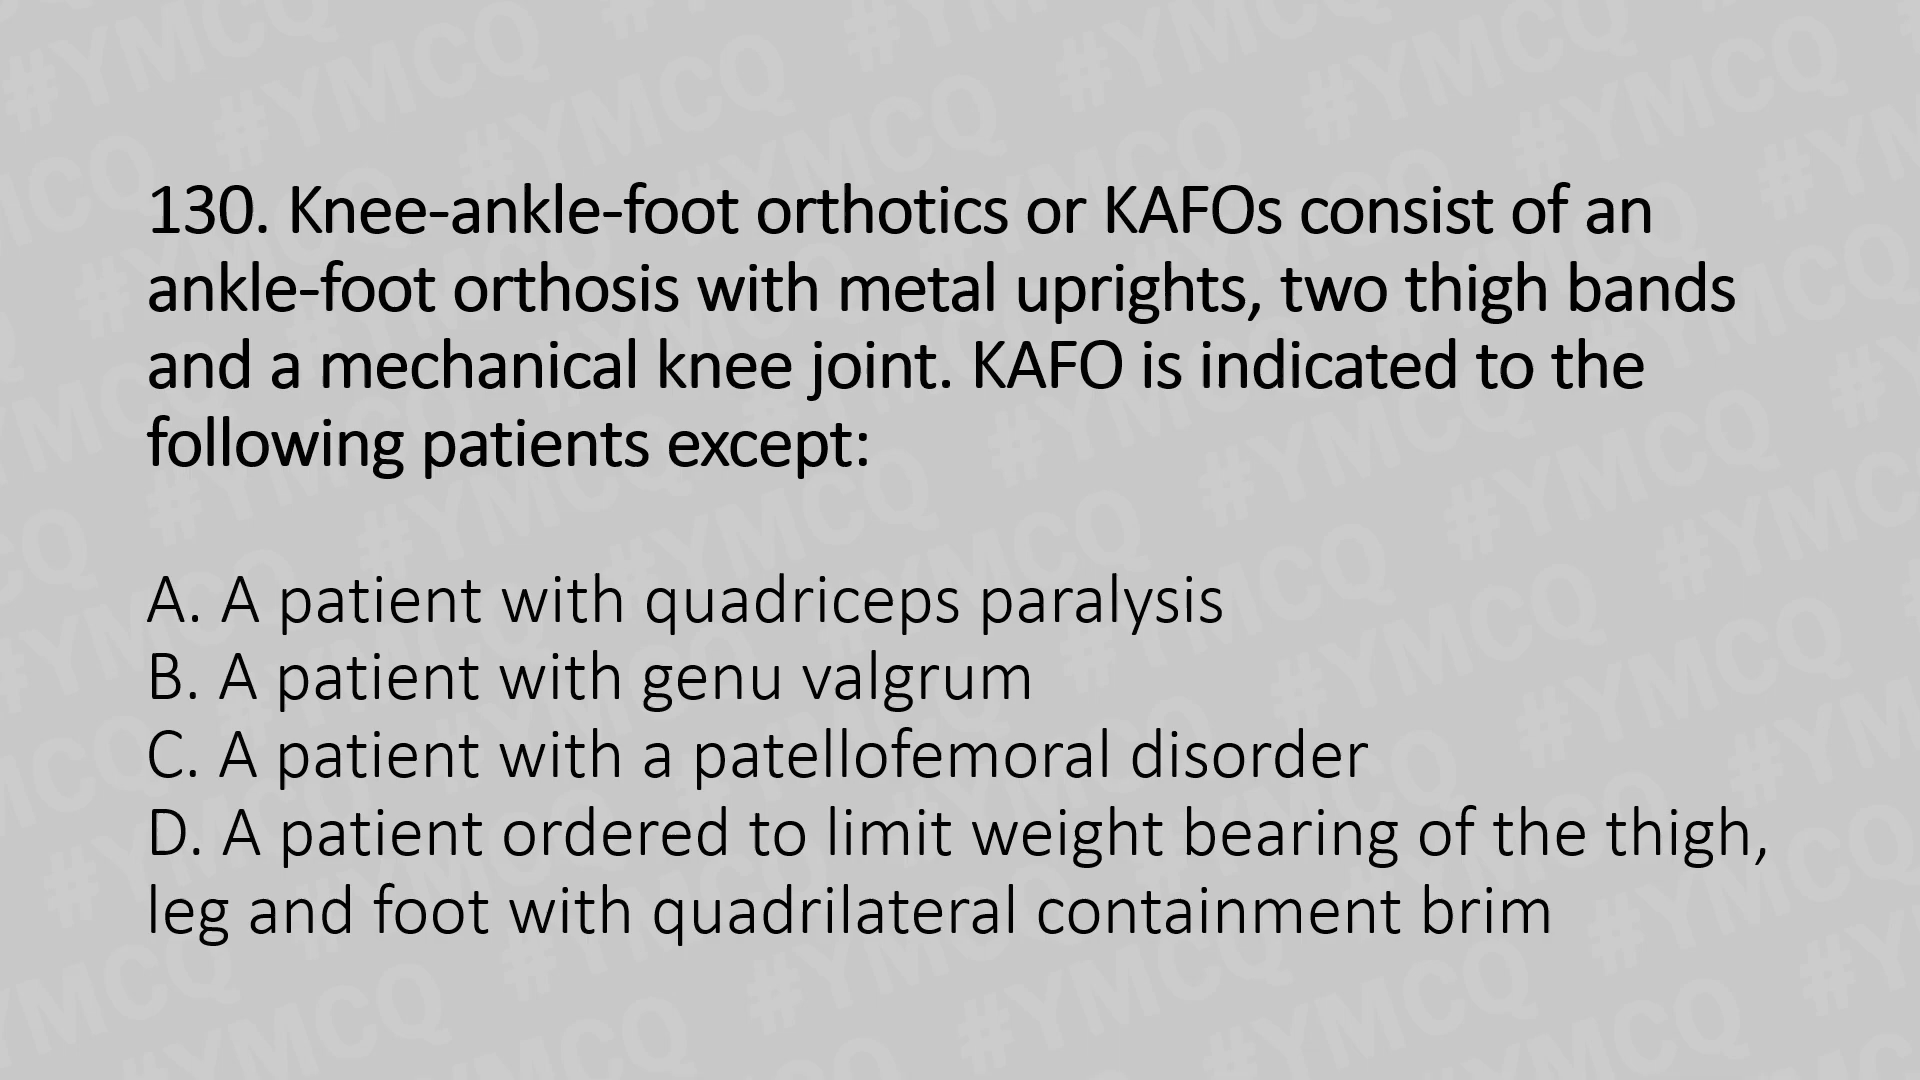 130. Knee-ankle-foot orthotics or KAFOs consist of an
ankle-foot orthosis with metal uprights, two thigh bands
and a mechanical knee joint. KAFO is indicated to the
following patients except:
A. A patient with quadriceps paralysis
B. A patient with genu valgrum
C. A patient with a patellofemoral disorder
D. A patient ordered to limit weight bearing of the thigh,
leg and foot with quadrilateral containment brim
#YMCQ